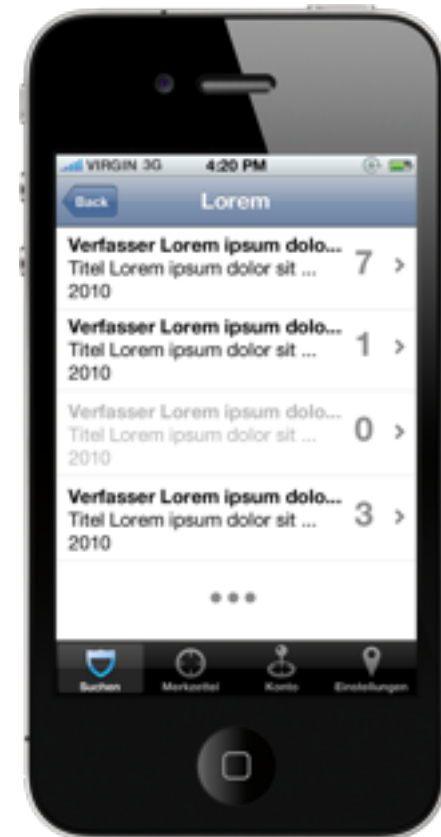 VIRGIN 3G 4:20 PM
Back Lorem
Verfasser Lorem ipsum dolo...
Titel Lorem ipsum dolor sit ... 7
2010
Verfasser Lorem ipsum dolo...
Titel Lorem ipsum dolor sit ... 1
2010
Verfasser Lorem ipsum dolo...
Titel Lorem ipsum dolor sit ... 0
2010
Verfasser Lorem ipsum dolo...
Titel Lorem ipsum dolor sit ... 3
2010
Suchen Merkzettel Konto Einstellungen